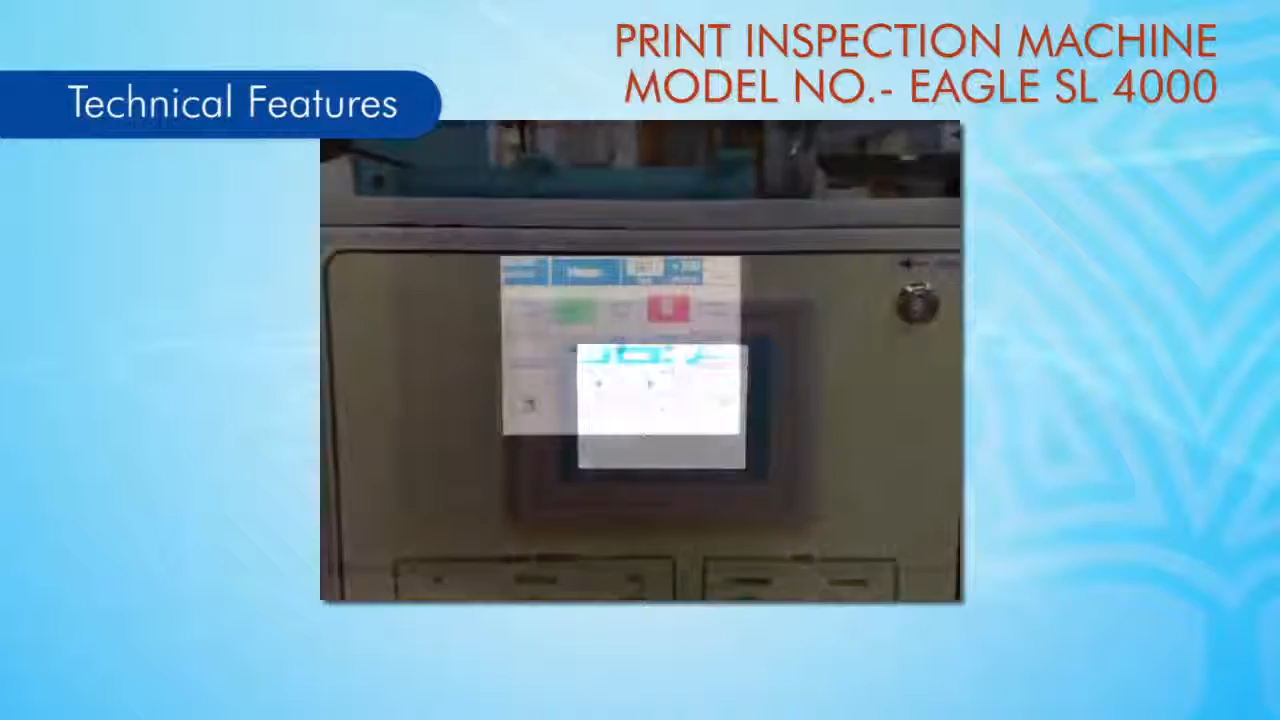 PRINT INSPECTION MACHINE
MODEL NO.- EAGLE SL 4000
Technical Features